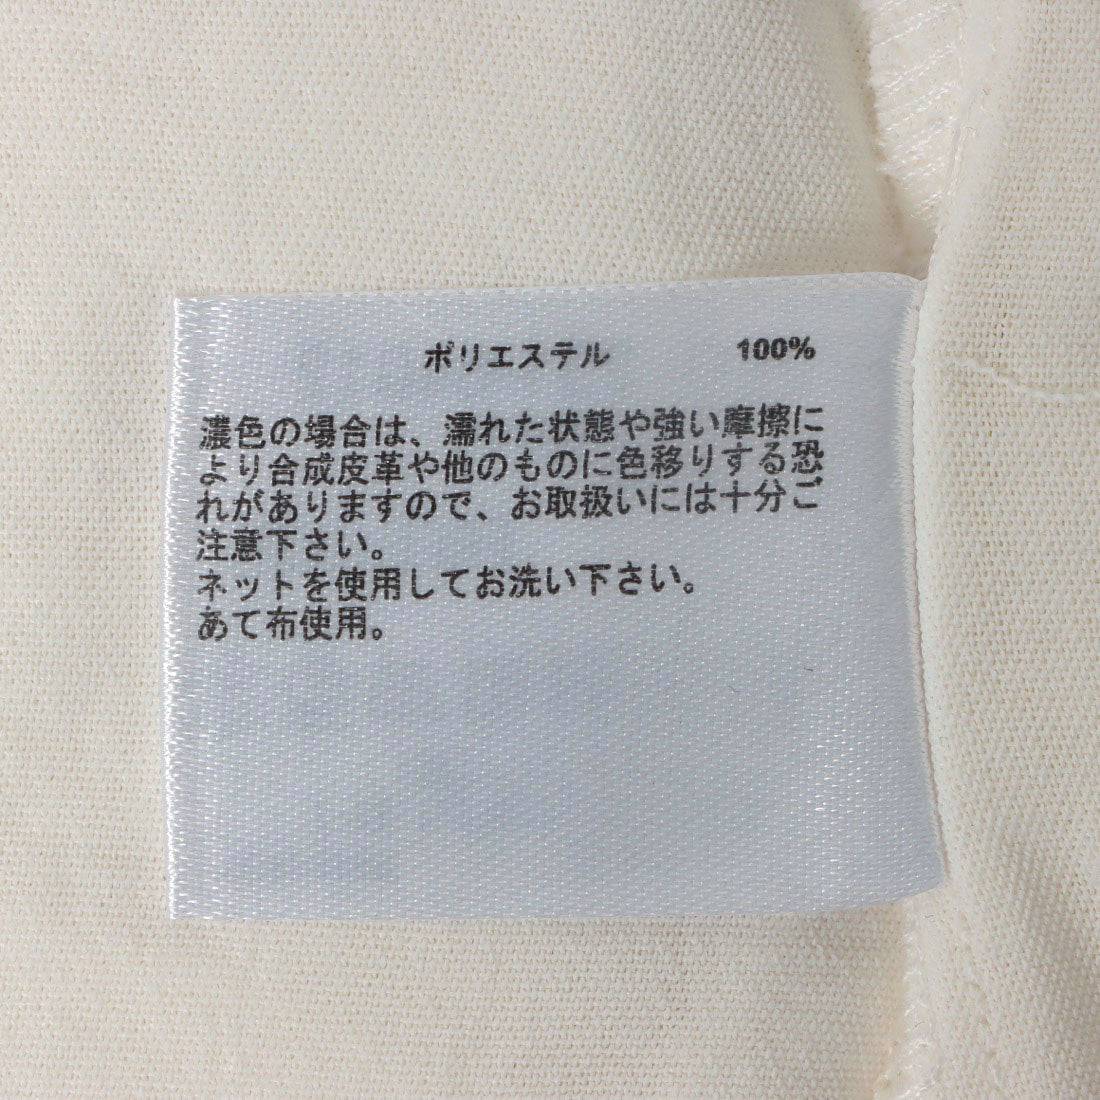 ポリエステル 100%
濃色の場合は、濡れた状態や強い摩擦に
より合成皮革や他のものに色移りする恐
れがありますので、お取扱いには十分ご
注意下さい。
ネットを使用してお洗い下さい。
あて布使用。